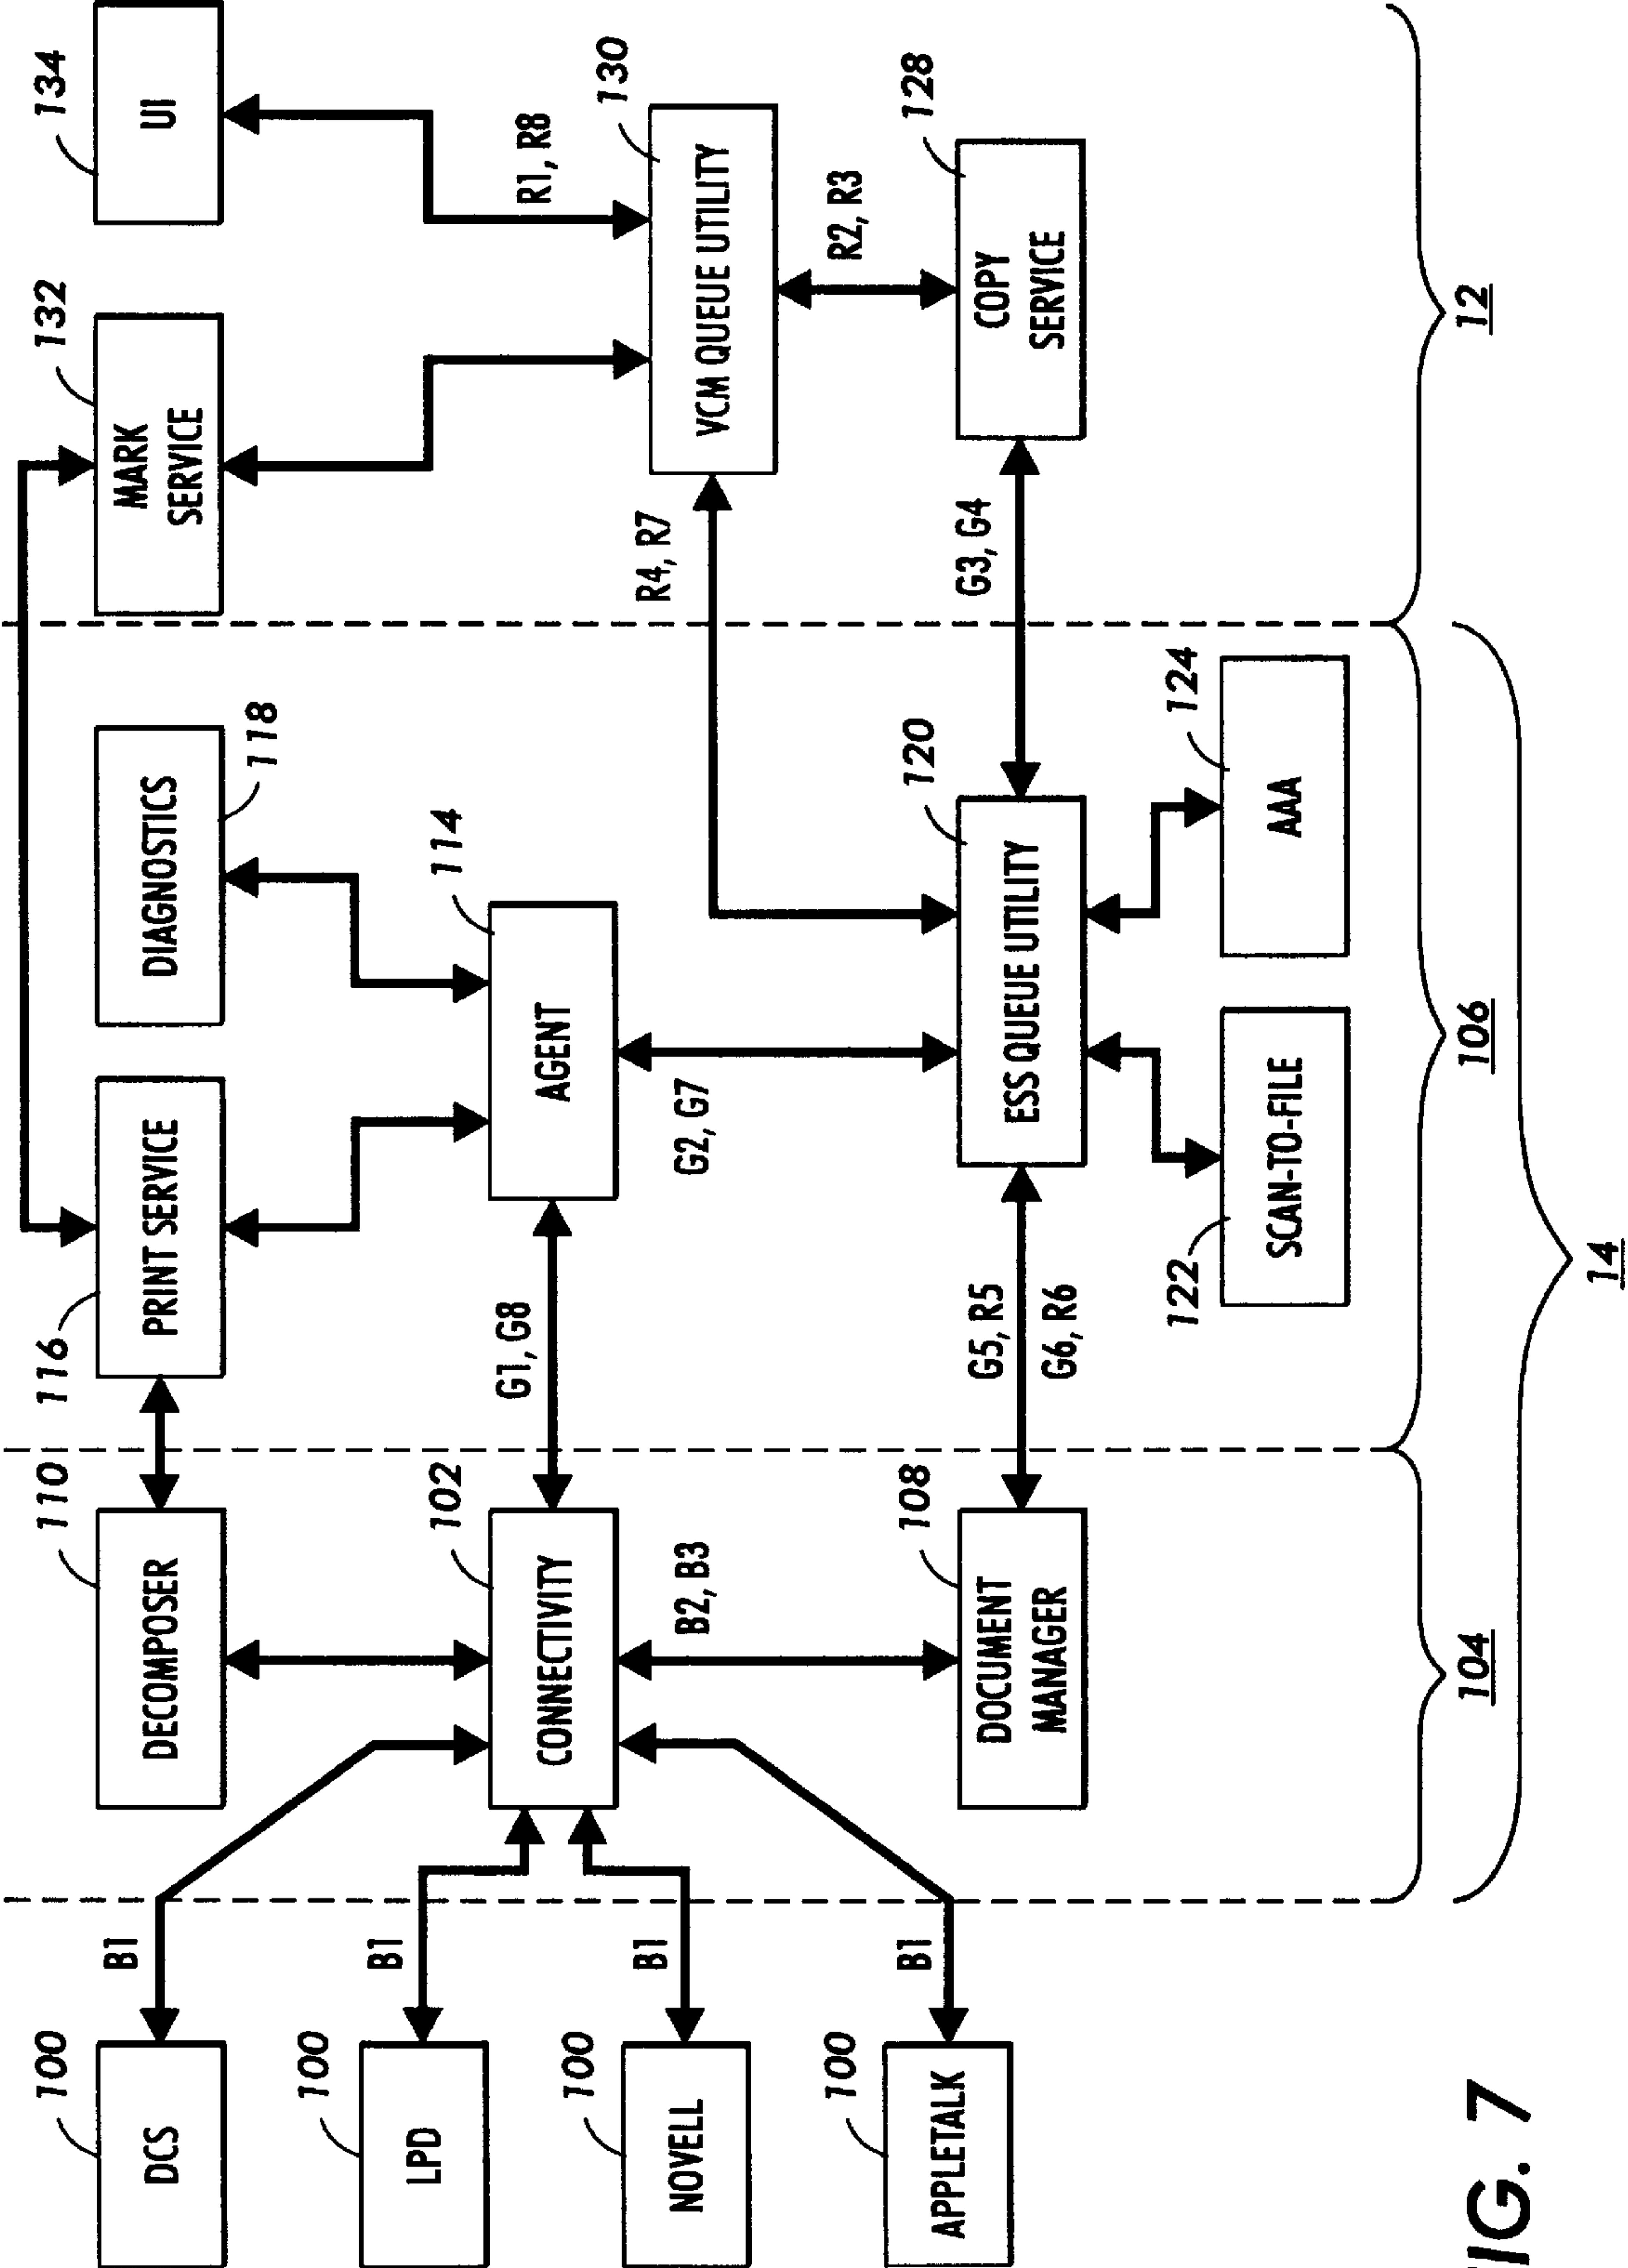 100
DCS
B1
100
LPD
B1
100
NOVELL
B1
100
APPLETALK
B1
110
DECOMPOSER
102
CONNECTIVITY
B2, B3
108
DOCUMENT
MANAGER
104
116
PRINT SERVICE
DIAGNOSTICS
118
G1, G8
AGENT
114
G2, G7
G5, R5
G6, R6
ESS QUEUE UTILITY
120
122
SCAN-TO-FILE
AAA
124
106
14
132
MARK
SERVICE
134
UI
R1, R8
130
VCM QUEUE UTILITY
R4, R7
R2, R3
128
COPY
SERVICE
G3, G4
12
IG. 7